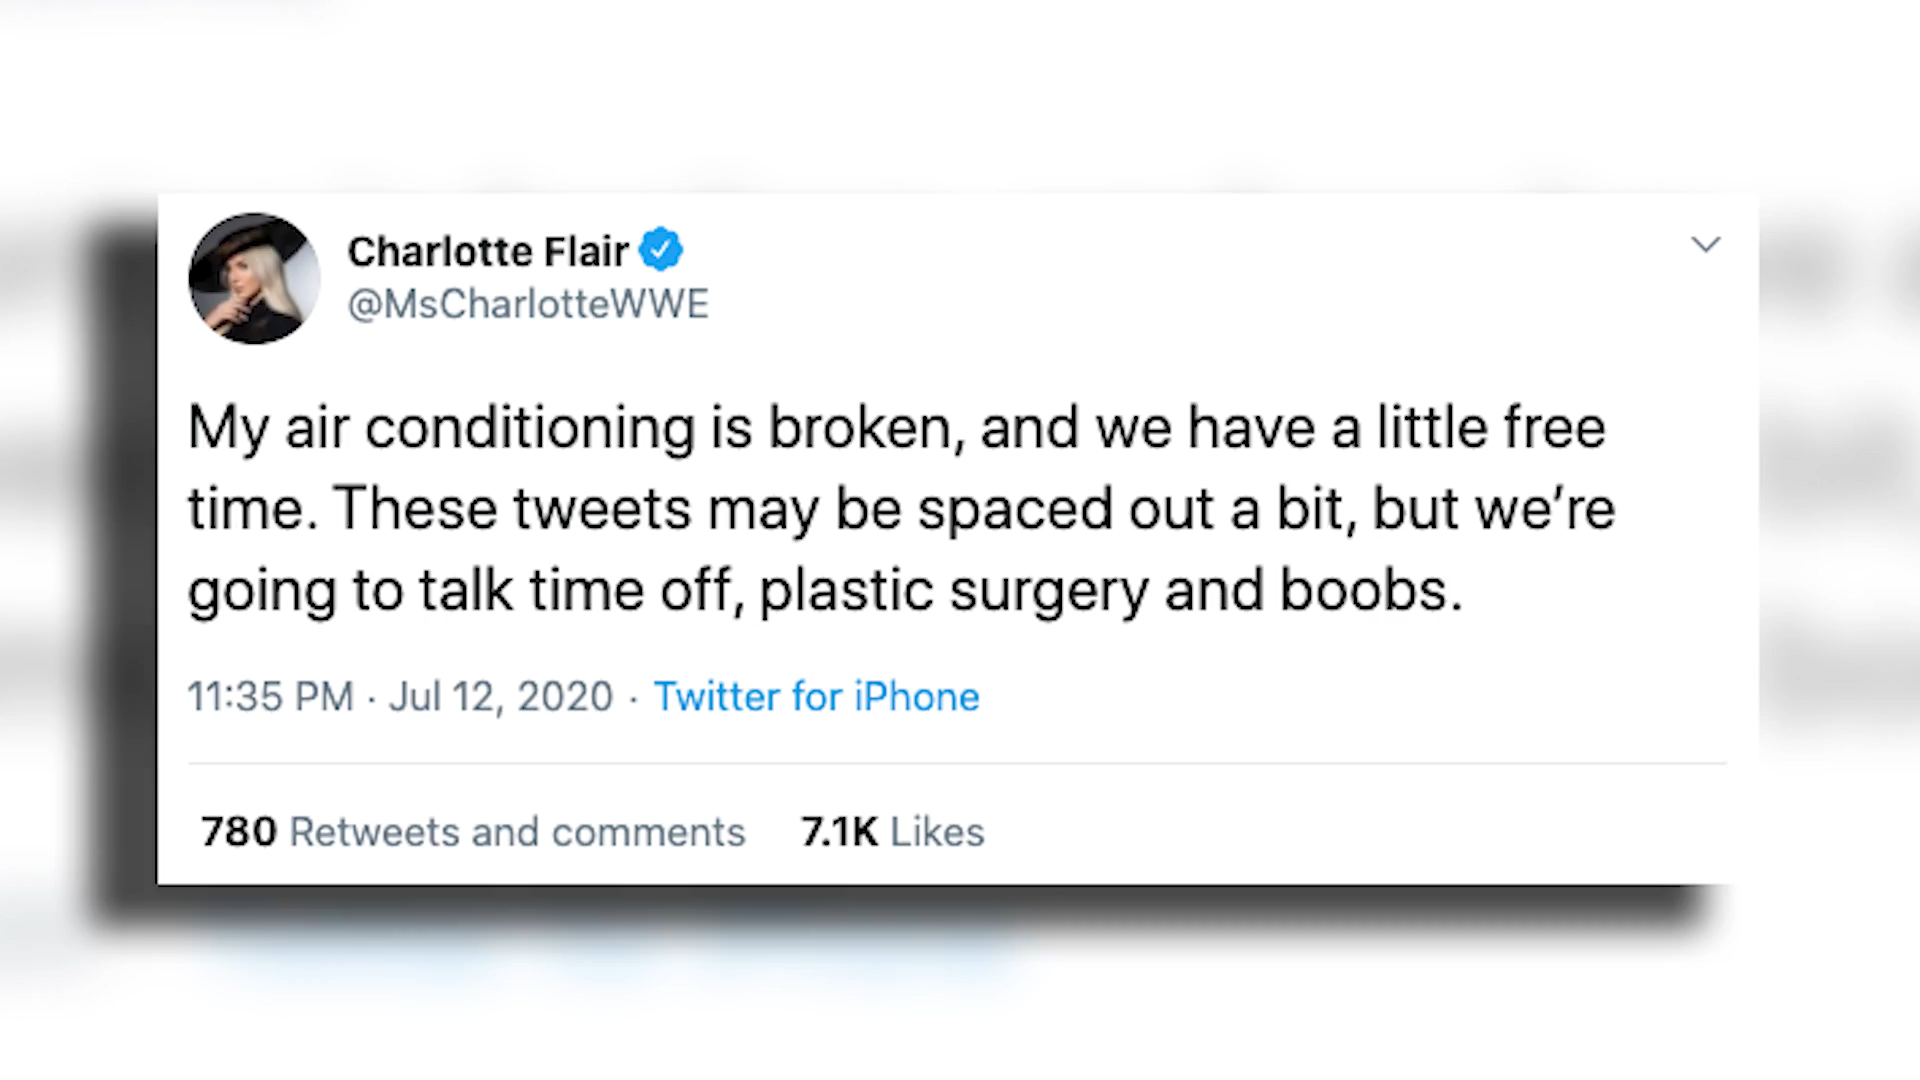 Charlotte Flair
@MsCharlotteWWE
My air conditioning is broken, and we have a little free
time. These tweets may be spaced out a bit, but we’re
going to talk time off, plastic surgery and boobs.
11:35 PM · Jul 12, 2020 · Twitter for iPhone
780 Retweets and comments 7.1K Likes